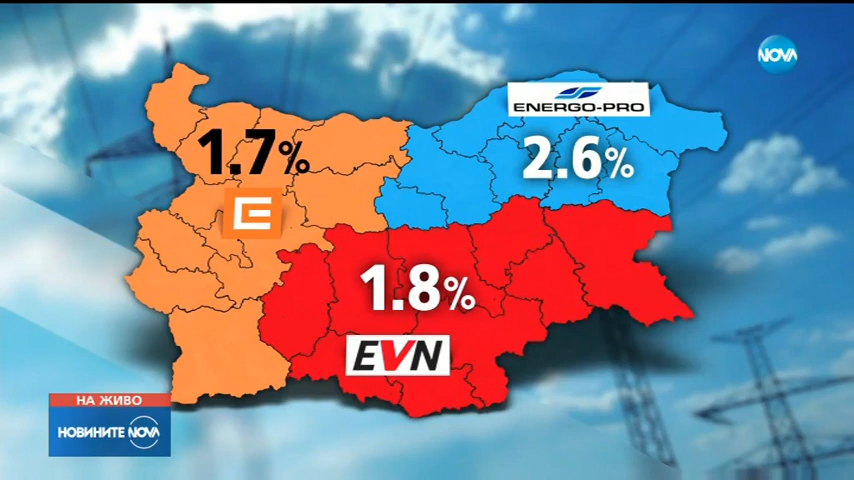 NOVA
ENERGO-PRO
1.7%
2.6%
1.8%
EVN
НА ЖИВО
НОВИНИТЕ NOVA